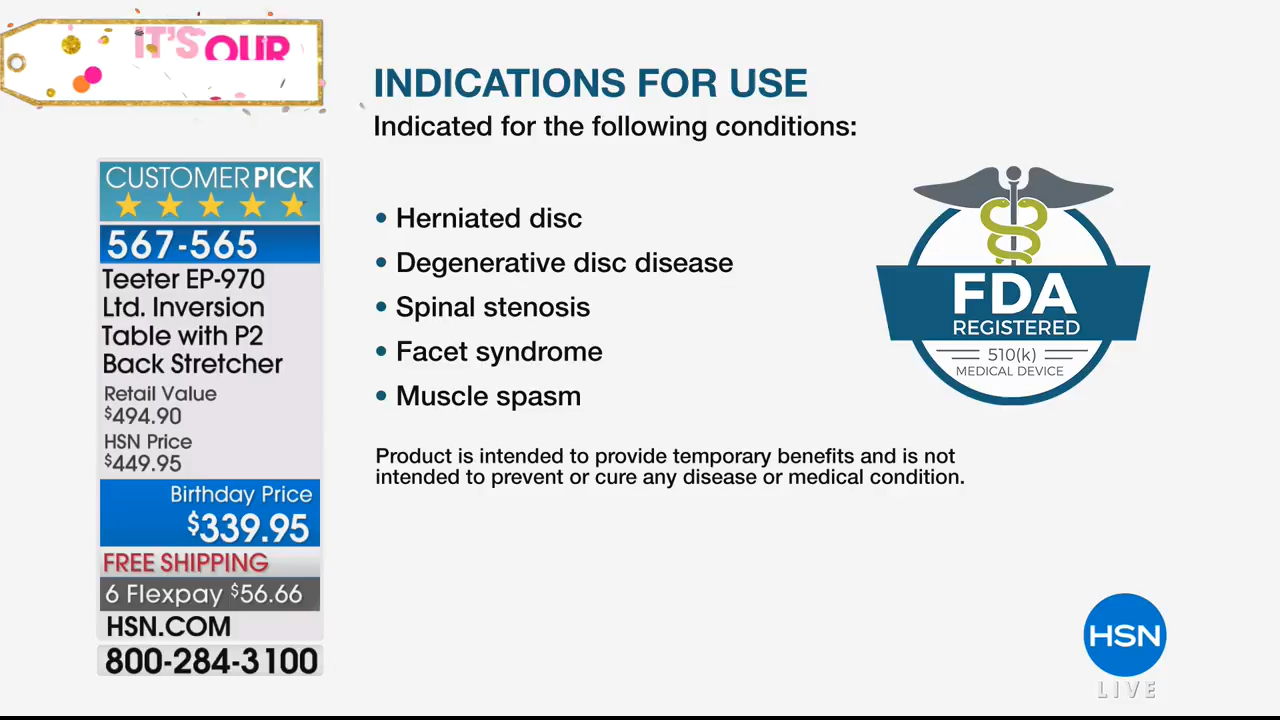 IT'S OUR
INDICATIONS FOR USE
Indicated for the following conditions:
CUSTOMER PICK
567-565
Teeter EP-970
Ltd. Inversion
Table with P2
Back Stretcher
Retail Value
$494.90
HSN Price
$449.95
Birthday Price
$339.95
FREE SHIPPING
6 Flexpay $56.66
HSN.COM
800-284-3100
• Herniated disc
• Degenerative disc disease
• Spinal stenosis
• Facet syndrome
• Muscle spasm
Product is intended to provide temporary benefits and is not
intended to prevent or cure any disease or medical condition.
FDA
REGISTERED
510(k)
MEDICAL DEVICE
HSN
LIVE